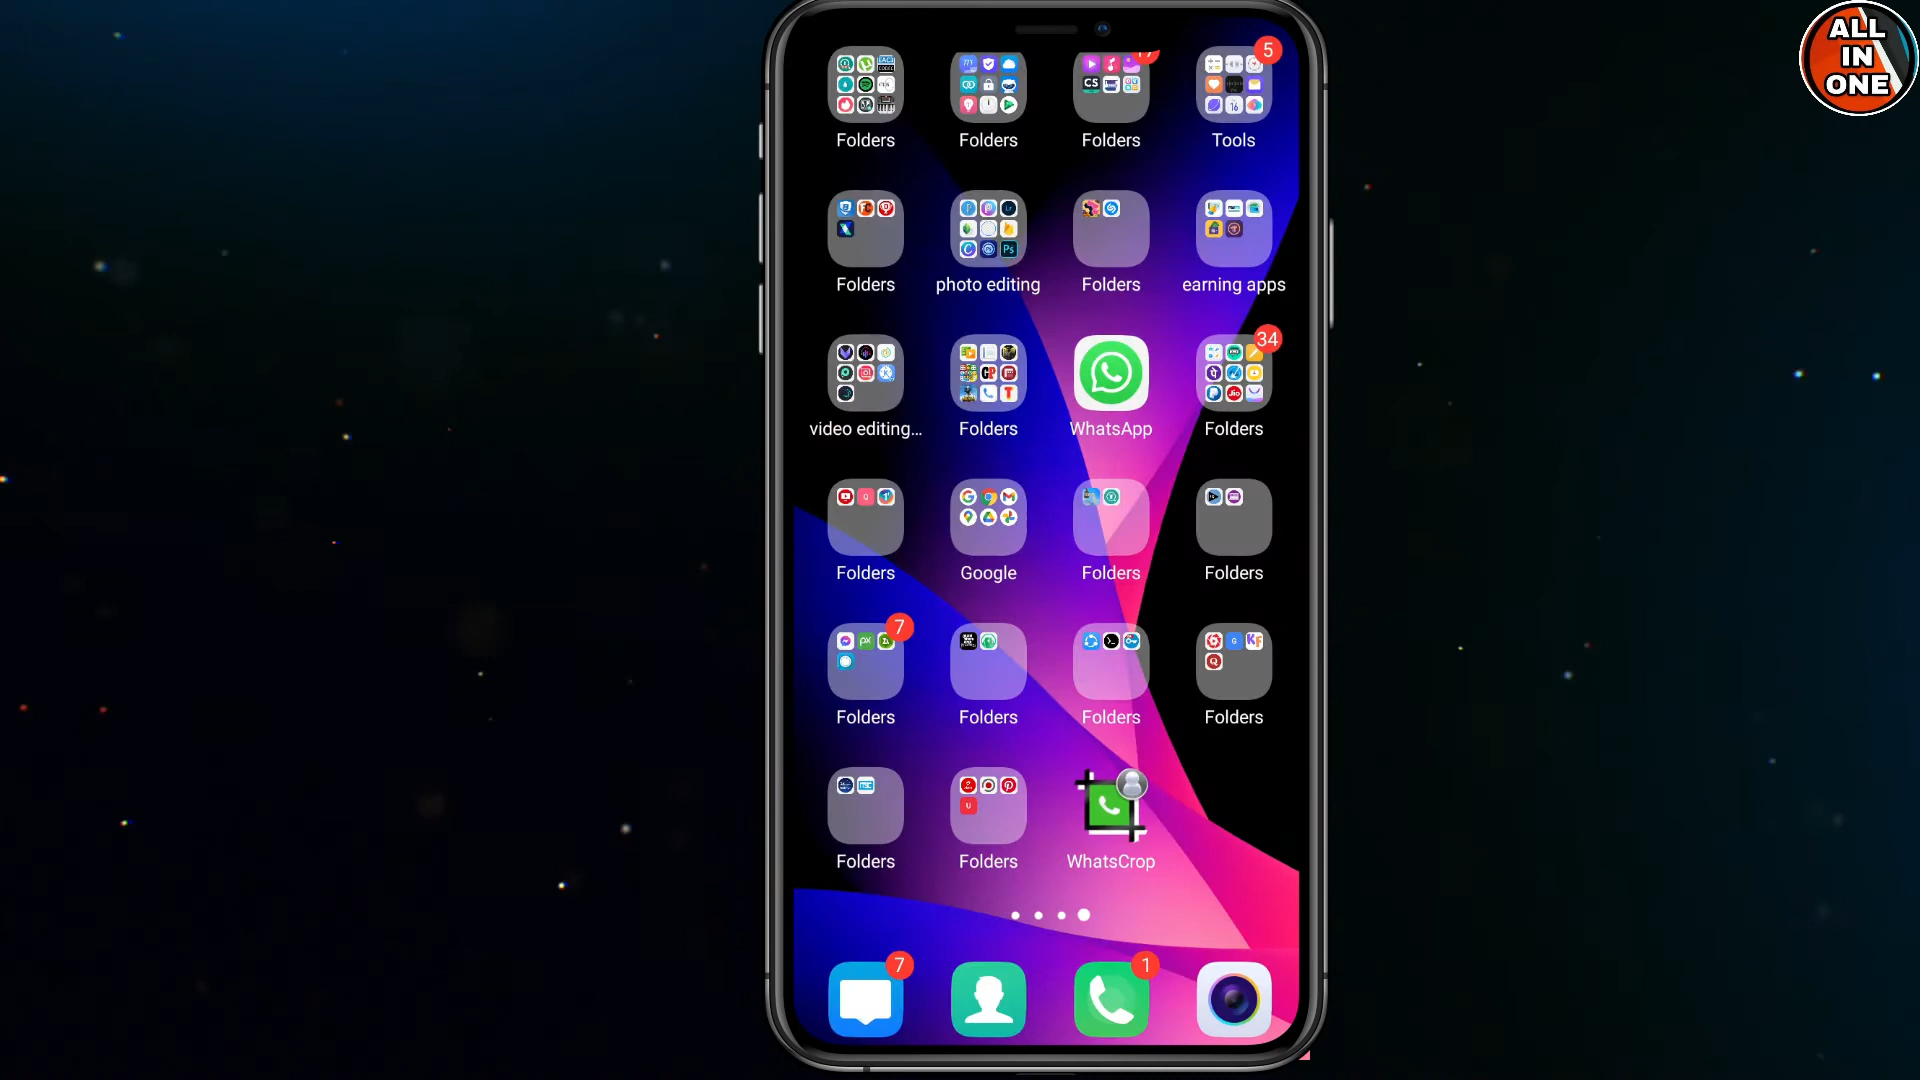 ALL
IN
ONE
5
Folders
Folders
Folders
Tools
Folders
photo editing
Folders
earning apps
34
video editing...
Folders
WhatsApp
Folders
Folders
Google
Folders
Folders
7
Folders
Folders
Folders
Folders
Folders
Folders
WhatsCrop
7
1